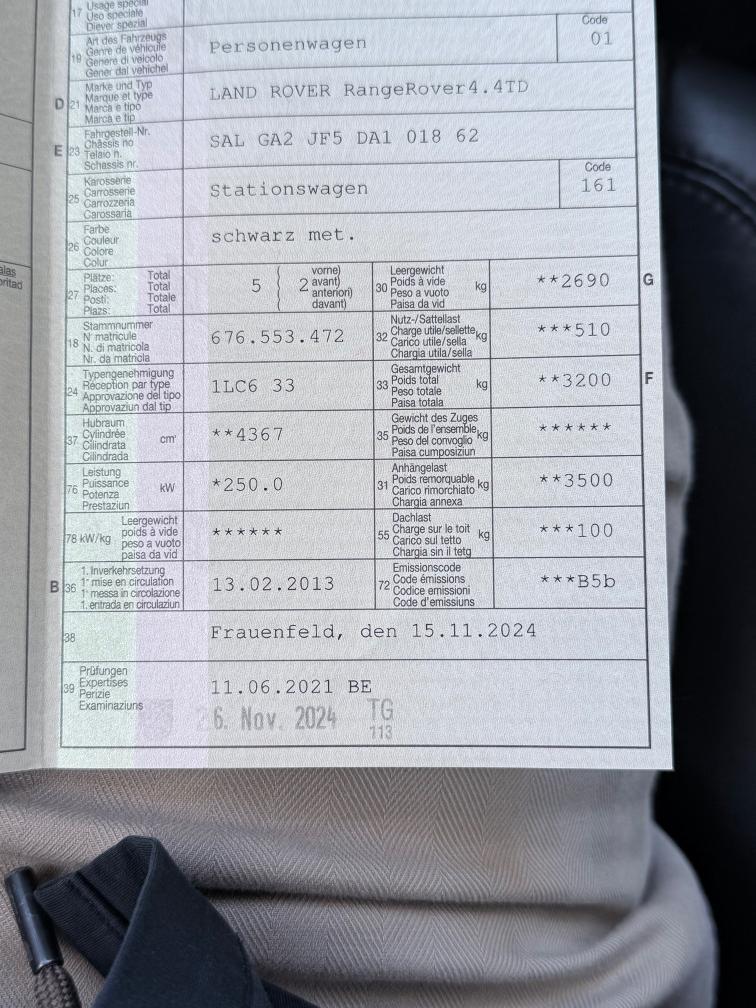 17 Usage spécial
Uso speciale
Diever spezial
19 Art des Fahrzeugs
Genre de véhicule
Genere di veicolo
Gener dal vehichel
Personenwagen
Code
01
D 21 Marke und Typ
Marque et type
Marca e tipo
Marca e tip
LAND ROVER RangeRover4.4TD
E 23 Fahrgestell-Nr.
Châssis no
Telaio n.
Schassis nr.
SAL GA2 JF5 DA1 018 62
25 Karosserie
Carrosserie
Carrozzeria
Carossaria
Stationswagen
Code
161
26 Farbe
Couleur
Colore
Colur
schwarz met.
27 Plätze: Total
Places: Total
Posti: Totale
Plazs: Total
5 2 vorne)
avant)
anteriori)
davant)
30 Leergewicht
Poids à vide
Peso a vuoto
Paisa da vid
kg
**2690
G
18 Stammnummer
N° matricule
N. di matricola
Nr. da matricla
676.553.472
32 Nutz-/Sattellast
Charge utile/sellette
Carico utile/sella
Chargia utila/sella
kg
***510
24 Typengenehmigung
Réception par type
Approvazione del tipo
Approvaziun dal tip
1LC6 33
33 Gesamtgewicht
Poids total
Peso totale
Paisa totala
kg
**3200
F
37 Hubraum
Cylindrée
Cilindrata
Cilindrada
cm³
**4367
35 Gewicht des Zuges
Poids de l'ensemble
Peso del convoglio
Paisa cumposiziun
kg
******
76 Leistung
Puissance
Potenza
Prestaziun
kW
*250.0
31 Anhängelast
Poids remorquable
Carico rimorchiato
Chargia annexa
kg
**3500
78 kW/kg Leergewicht
poids à vide
peso a vuoto
paisa da vid
******
55 Dachlast
Charge sur le toit
Carico sul tetto
Chargia sin il tetg
kg
***100
B 36 1. Inverkehrsetzung
1re mise en circulation
1a messa in circolazione
1. entrada en circulaziun
13.02.2013
72 Emissionscode
Code émissions
Codice emissioni
Code d'emissiuns
***B5b
38
Frauenfeld, den 15.11.2024
39 Prüfungen
Expertises
Perizie
Examinaziuns
11.06.2021 BE
26. Nov. 2024 TG
113